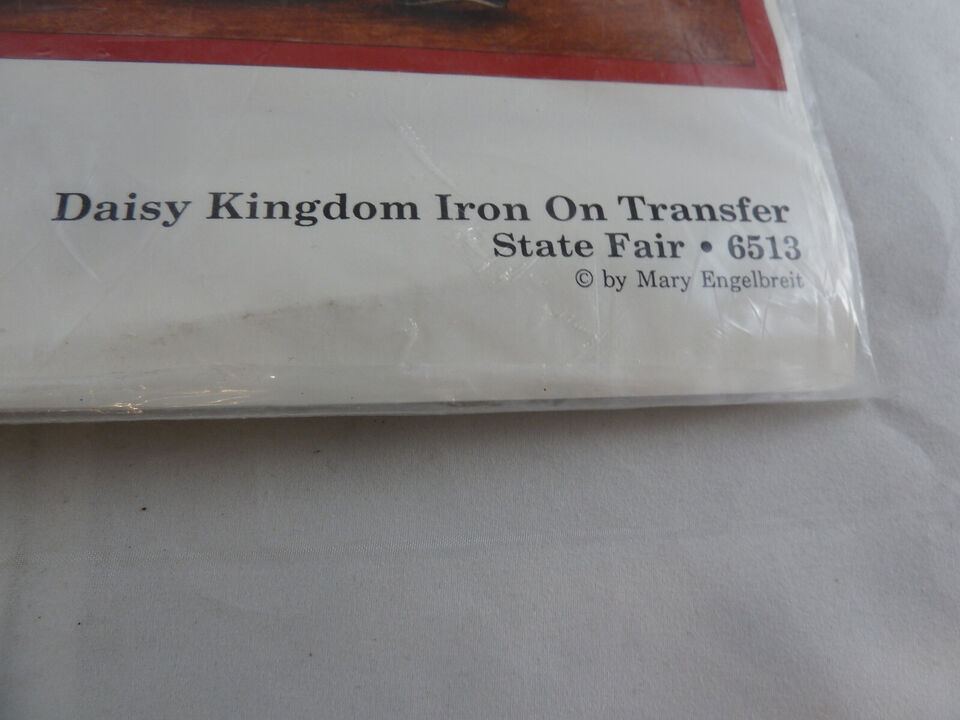 Daisy Kingdom Iron On Transfer
State Fair • 6513
© by Mary Engelbreit